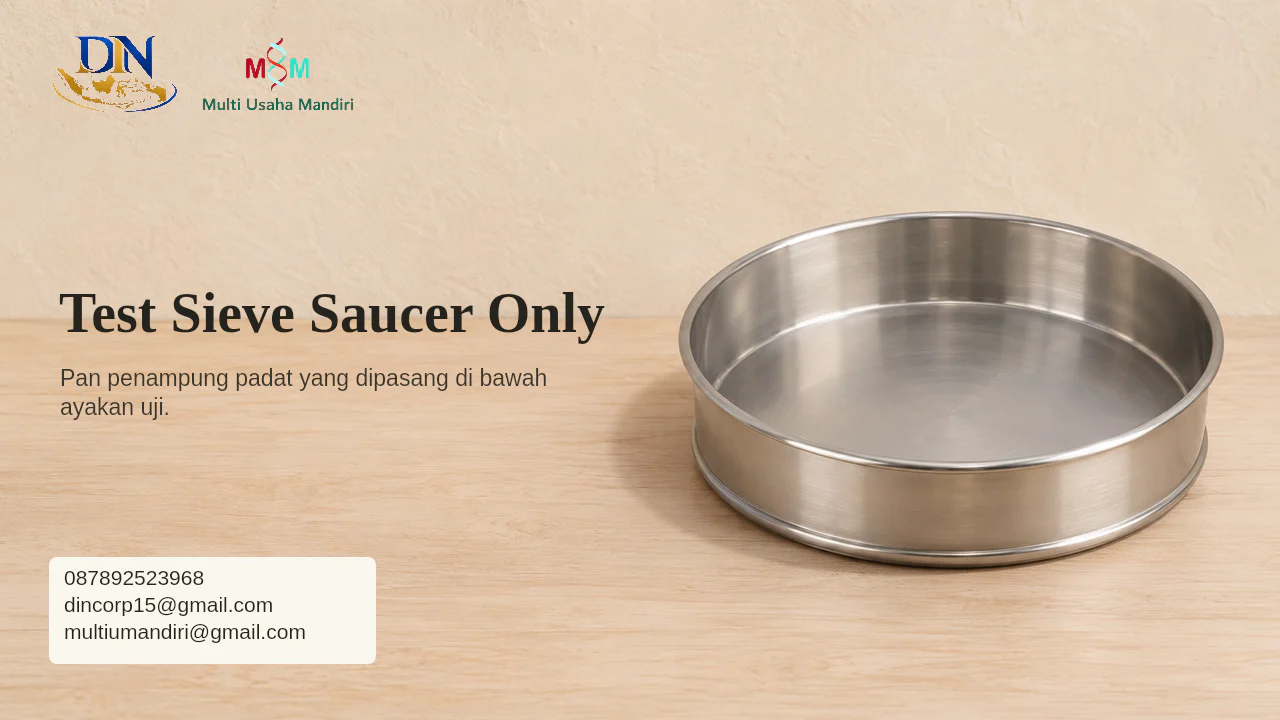 DN
MSM
Multi Usaha Mandiri
Test Sieve Saucer Only
Pan penampung padat yang dipasang di bawah
ayakan uji.
087892523968
dincorp15@gmail.com
multiumandiri@gmail.com